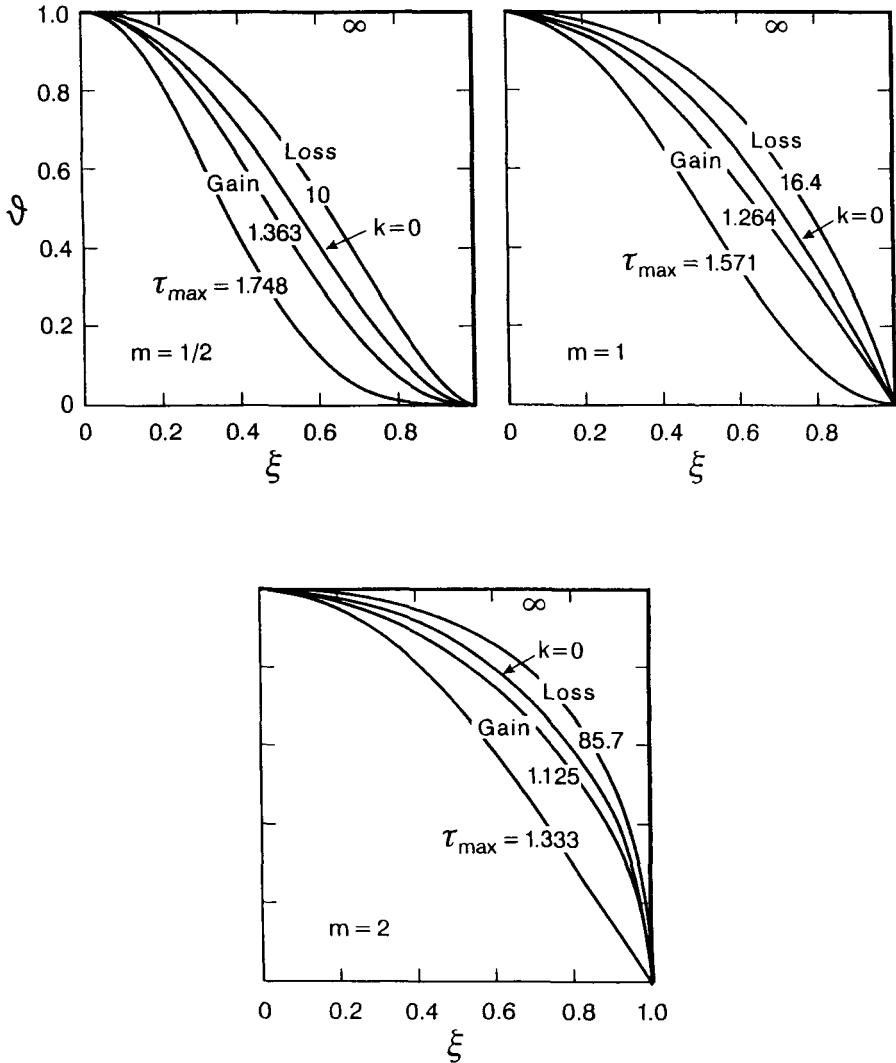 1.0
0.8
0.6
0.4
0.2
0
ϑ
∞
Loss
10
Gain
1.363
k=0
τmax = 1.748
m = 1/2
0 0.2 0.4 0.6 0.8
ξ
∞
Loss
16.4
Gain
1.264
k=0
τmax = 1.571
m = 1
0 0.2 0.4 0.6 0.8
ξ
∞
k=0
Loss
85.7
Gain
1.125
τmax = 1.333
m = 2
0 0.2 0.4 0.6 0.8 1.0
ξ